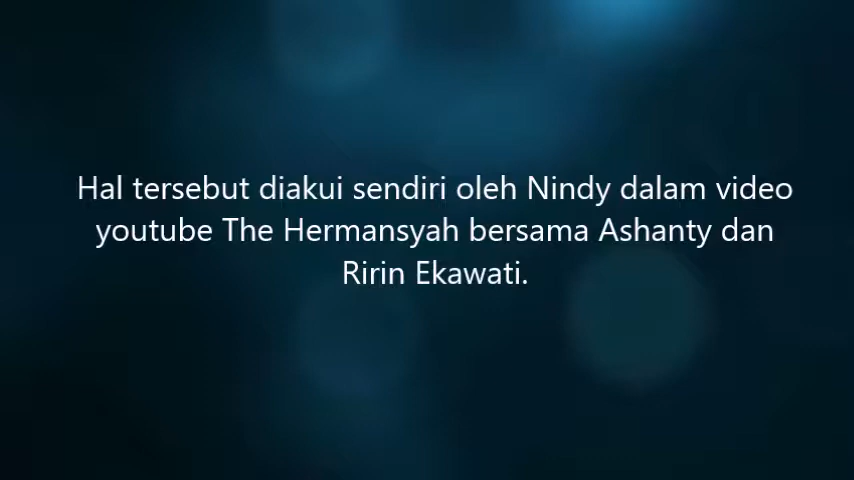 Hal tersebut diakui sendiri oleh Nindy dalam video
youtube The Hermansyah bersama Ashanty dan
Ririn Ekawati.